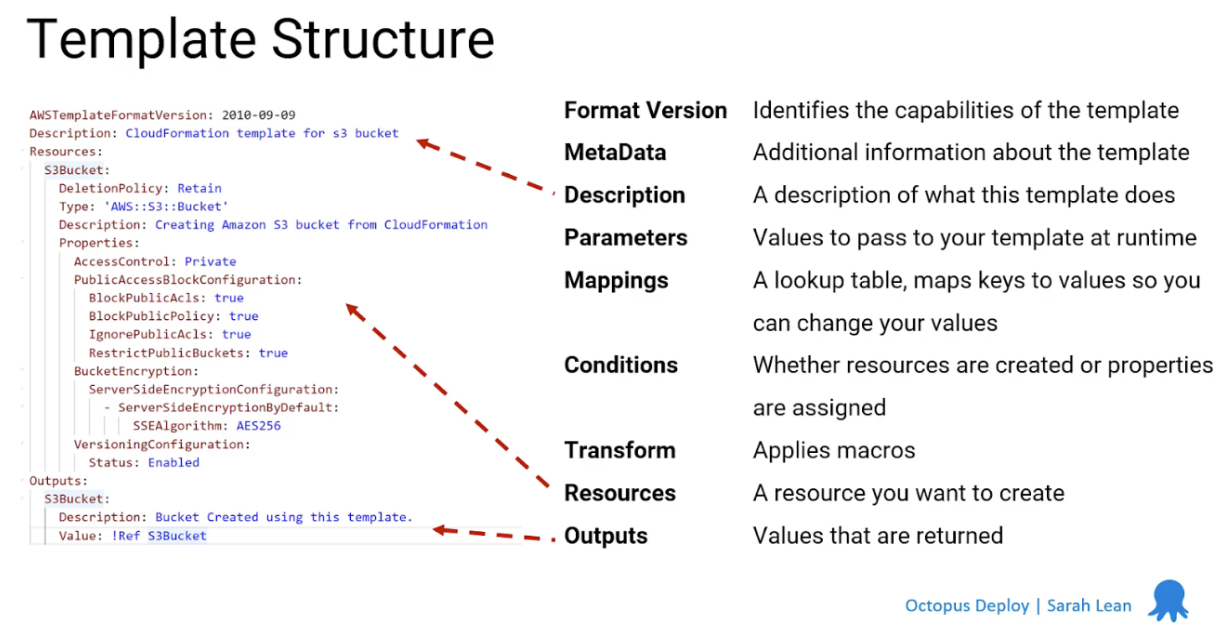 Template Structure
AWSTemplateFormatVersion: 2010-09-09
Description: CloudFormation template for s3 bucket
Resources:
S3Bucket:
DeletionPolicy: Retain
Type: 'AWS::S3::Bucket'
Description: Creating Amazon S3 bucket from CloudFormation
Properties:
AccessControl: Private
PublicAccessBlockConfiguration:
BlockPublicAcls: true
BlockPublicPolicy: true
IgnorePublicAcls: true
RestrictPublicBuckets: true
BucketEncryption:
ServerSideEncryptionConfiguration:
- ServerSideEncryptionByDefault:
SSEAlgorithm: AES256
VersioningConfiguration:
Status: Enabled
Outputs:
S3Bucket:
Description: Bucket Created using this template.
Value: !Ref S3Bucket
Format Version Identifies the capabilities of the template
MetaData Additional information about the template
Description A description of what this template does
Parameters Values to pass to your template at runtime
Mappings A lookup table, maps keys to values so you
can change your values
Conditions Whether resources are created or properties
are assigned
Transform Applies macros
Resources A resource you want to create
Outputs Values that are returned
Octopus Deploy | Sarah Lean